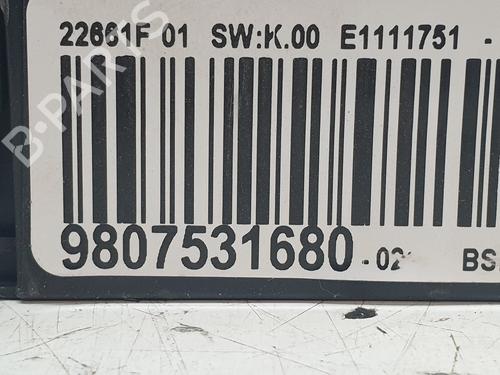 22661F 01 SW:K.00 E1111751 -
9807531680 -02 BS
B-PARTS